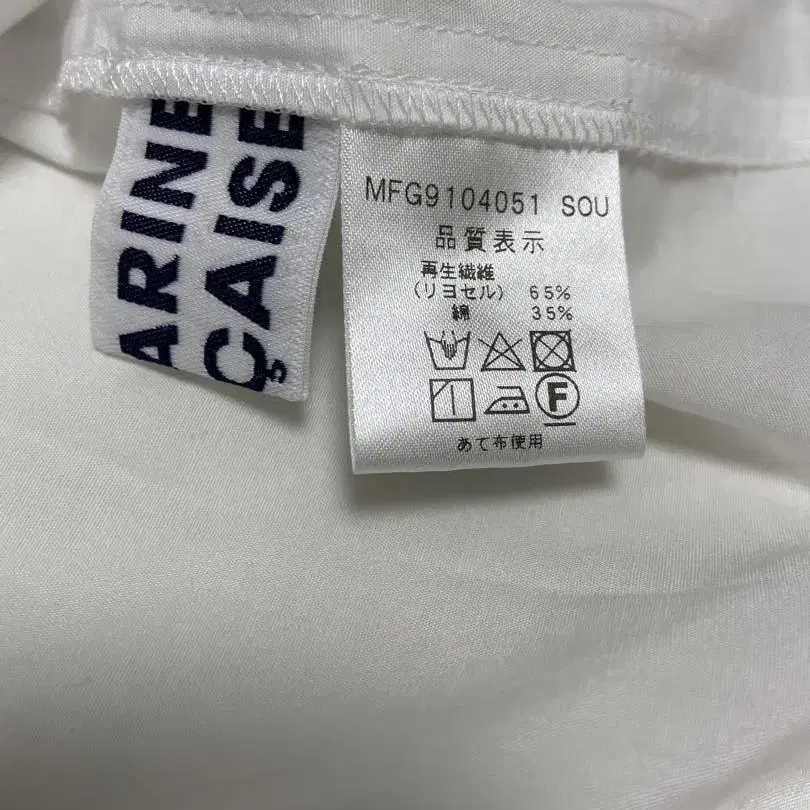 ARINE
ÇAISE
5
MFG9104051 SOU
品質表示
再生繊維
(リヨセル) 65%
綿 35%
F
あて布使用